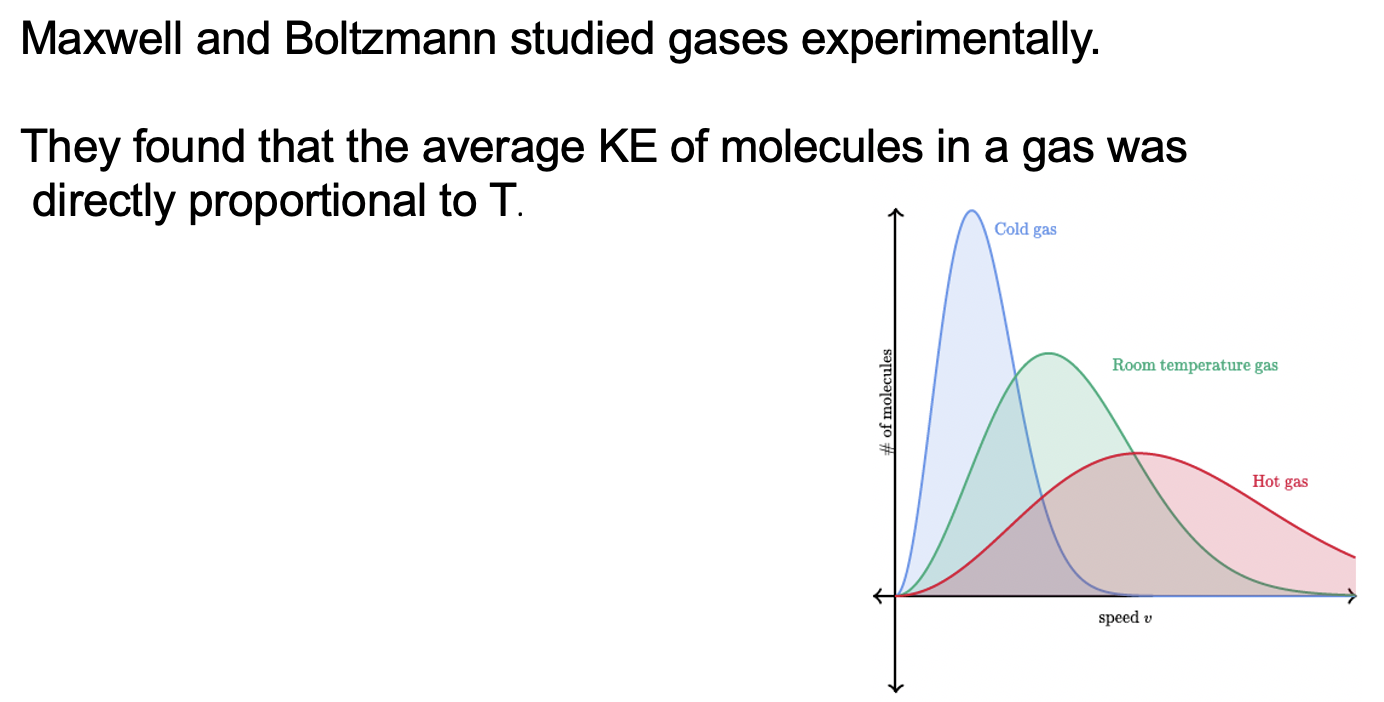 Maxwell and Boltzmann studied gases experimentally.
They found that the average KE of molecules in a gas was
directly proportional to T.
Cold gas
Room temperature gas
Hot gas
# of molecules
speed v